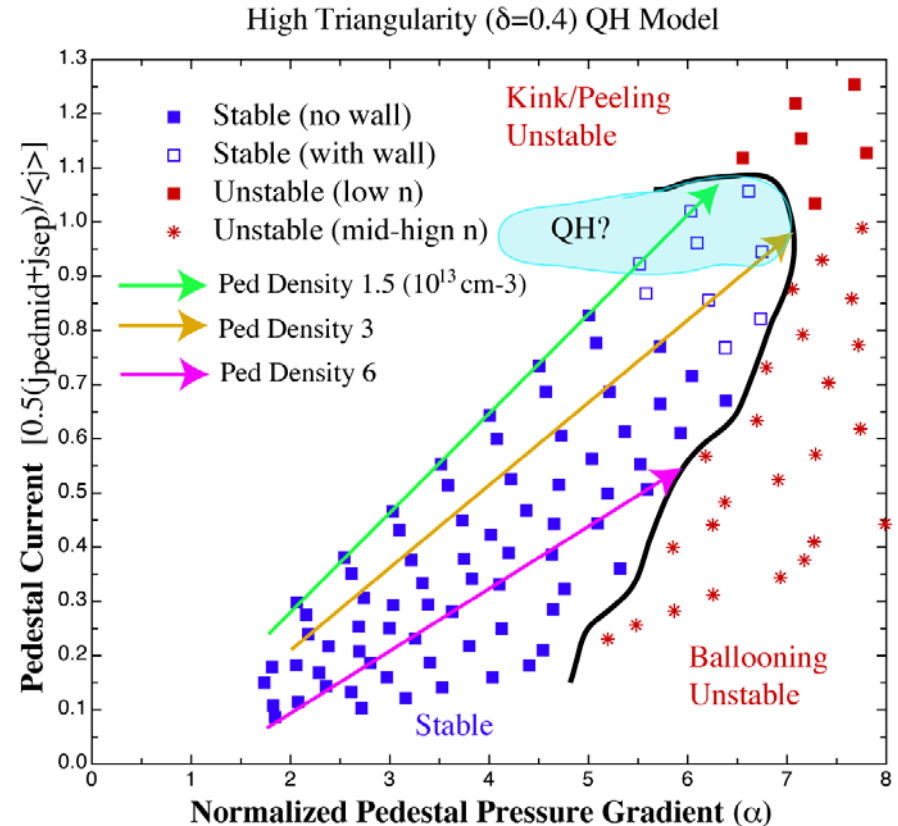 High Triangularity (δ=0.4) QH Model
Kink/Peeling
Unstable
Stable (no wall)
Stable (with wall)
Unstable (low n)
Unstable (mid-hign n)
QH?
Ped Density 1.5 (10¹³ cm-3)
Ped Density 3
Ped Density 6
Ballooning
Unstable
Stable
Pedestal Current [0.5(jpedmid+jsep)/<j>]
1.3
1.2
1.1
1.0
0.9
0.8
0.7
0.6
0.5
0.4
0.3
0.2
0.1
0.0
0 1 2 3 4 5 6 7 8
Normalized Pedestal Pressure Gradient (α)